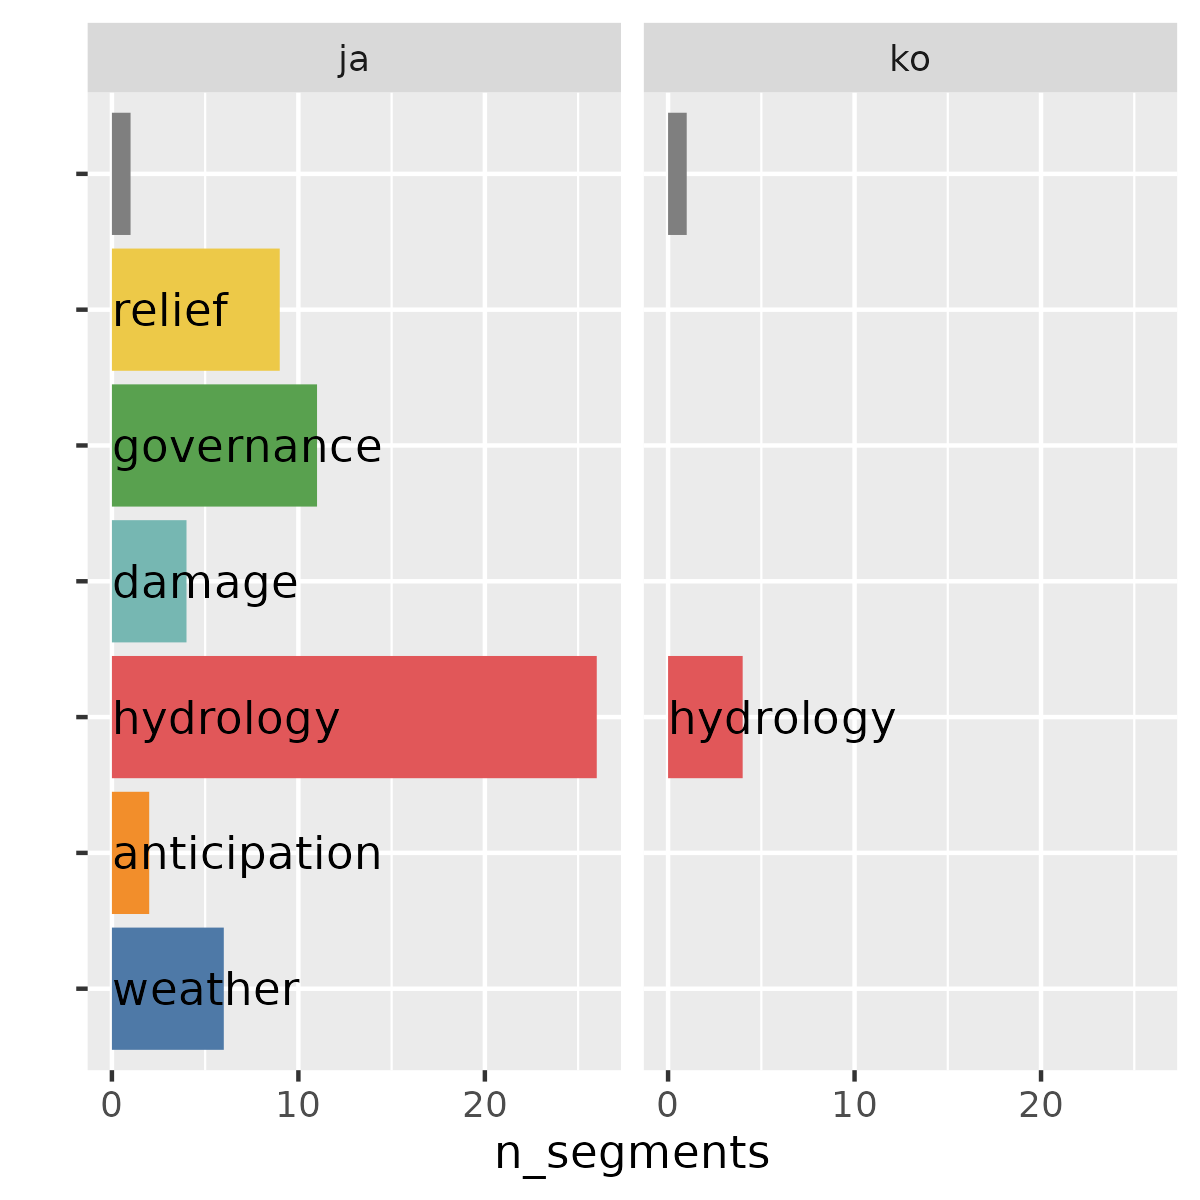 ja
ko
relief
governance
damage
hydrology
hydrology
anticipation
weather
0 10 20 0 10 20
n_segments